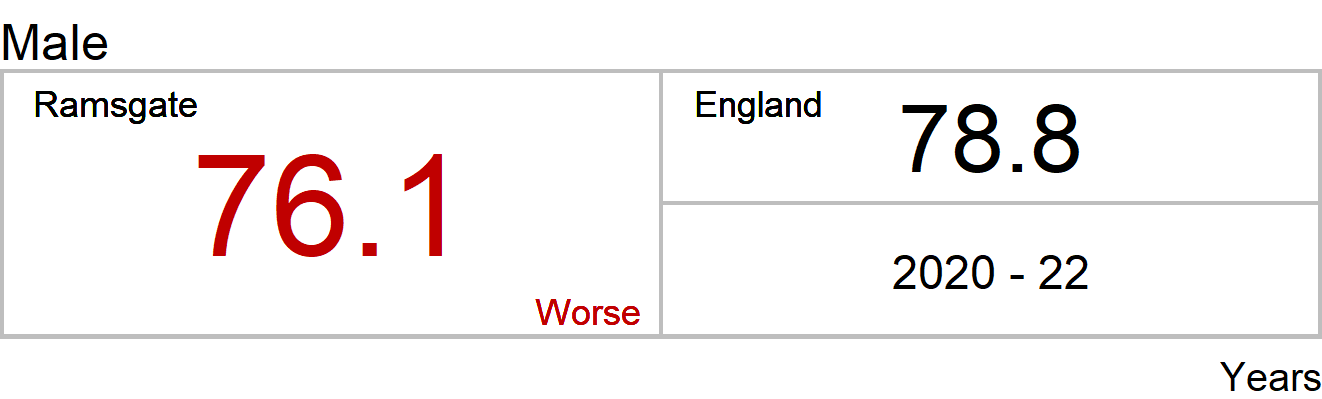 Male
Ramsgate
76.1
Worse
England
78.8
2020 - 22
Years